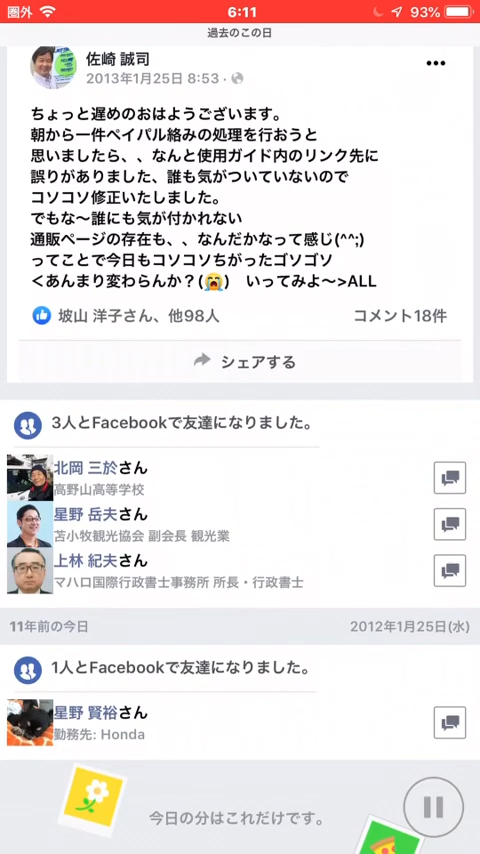 圏外 6:11 93%
過去のこの日
佐崎 誠司
2013年1月25日 8:53 ·
ちょっと遅めのおはようございます。
朝から一件ペイパル絡みの処理を行おうと
思いましたら、、なんと使用ガイド内のリンク先に
誤りがありました、誰も気がついていないので
コソコソ修正いたしました。
でもな〜誰にも気が付かれない
通販ページの存在も、、なんだかなって感じ(^^;)
ってことで今日もコソコソちがったゴソゴソ
＜あんまり変わらんか？(😭) いってみよ〜>ALL
坡山 洋子さん、他98人 コメント18件
シェアする
3人とFacebookで友達になりました。
北岡 三於さん
高野山高等学校
星野 岳夫さん
苫小牧観光協会 副会長 観光業
上林 紀夫さん
マハロ国際行政書士事務所 所長・行政書士
11年前の今日 2012年1月25日(水)
1人とFacebookで友達になりました。
星野 賢裕さん
勤務先: Honda
今日の分はこれだけです。